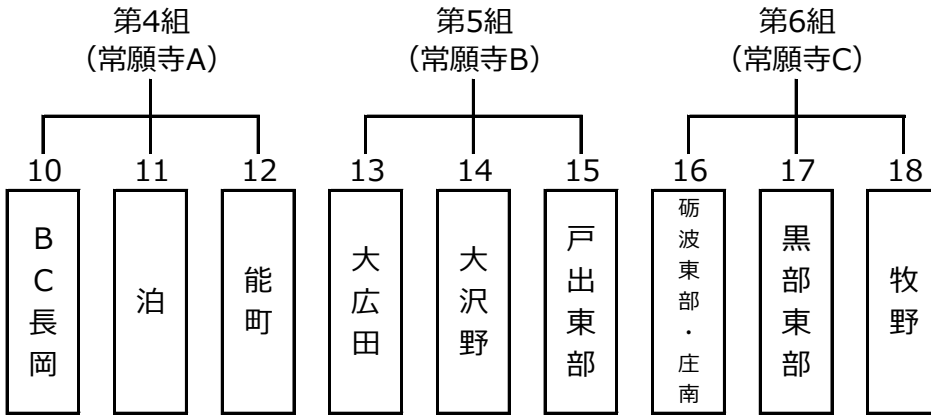 第4組
（常願寺A）
第5組
（常願寺B）
第6組
（常願寺C）
10
11
12
13
14
15
16
17
18
BC長岡
泊
能町
大広田
大沢野
戸出東部
砺波東部・庄南
黒部東部
牧野